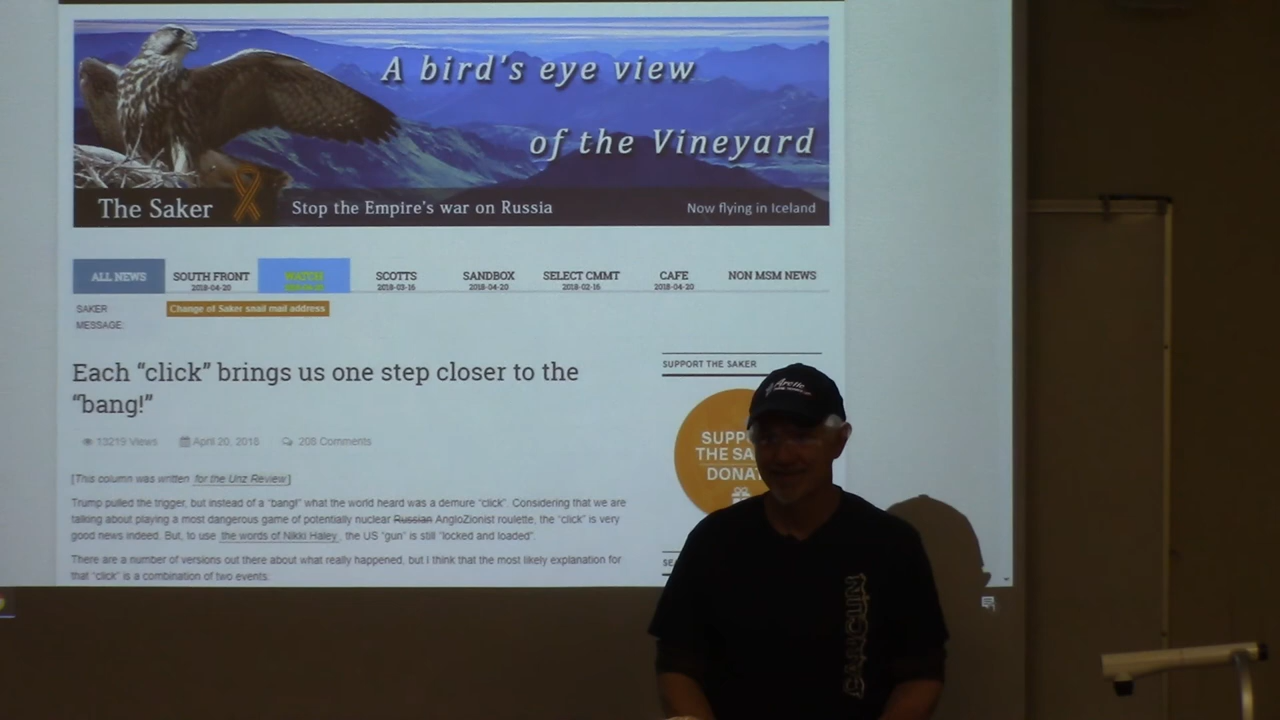 A bird's eye view
of the Vineyard
The Saker
Stop the Empire's war on Russia
Now flying in Iceland
ALL NEWS SOUTH FRONT WATCH SCOTTS SANDBOX SELECT CMMT CAFE NON MSM NEWS
2018-04-20 2018-03-16 2018-04-20 2018-02-16 2018-04-20
SAKER
MESSAGE:
Change of Saker snail mail address
Each “click” brings us one step closer to the
“bang!”
13219 Views April 20, 2018 208 Comments
[This column was written for the Unz Review]
Trump pulled the trigger, but instead of a “bang!” what the world heard was a demure “click”. Considering that we are
talking about playing a most dangerous game of potentially nuclear Russian AngloZionist roulette, the “click” is very
good news indeed. But, to use the words of Nikki Haley, the US “gun” is still “locked and loaded”.
There are a number of versions out there about what really happened, but I think that the most likely explanation for
that “click” is a combination of two events:
SUPPORT THE SAKER
SUPP
THE SA
DONAT
SE
Arctic
CANCUN